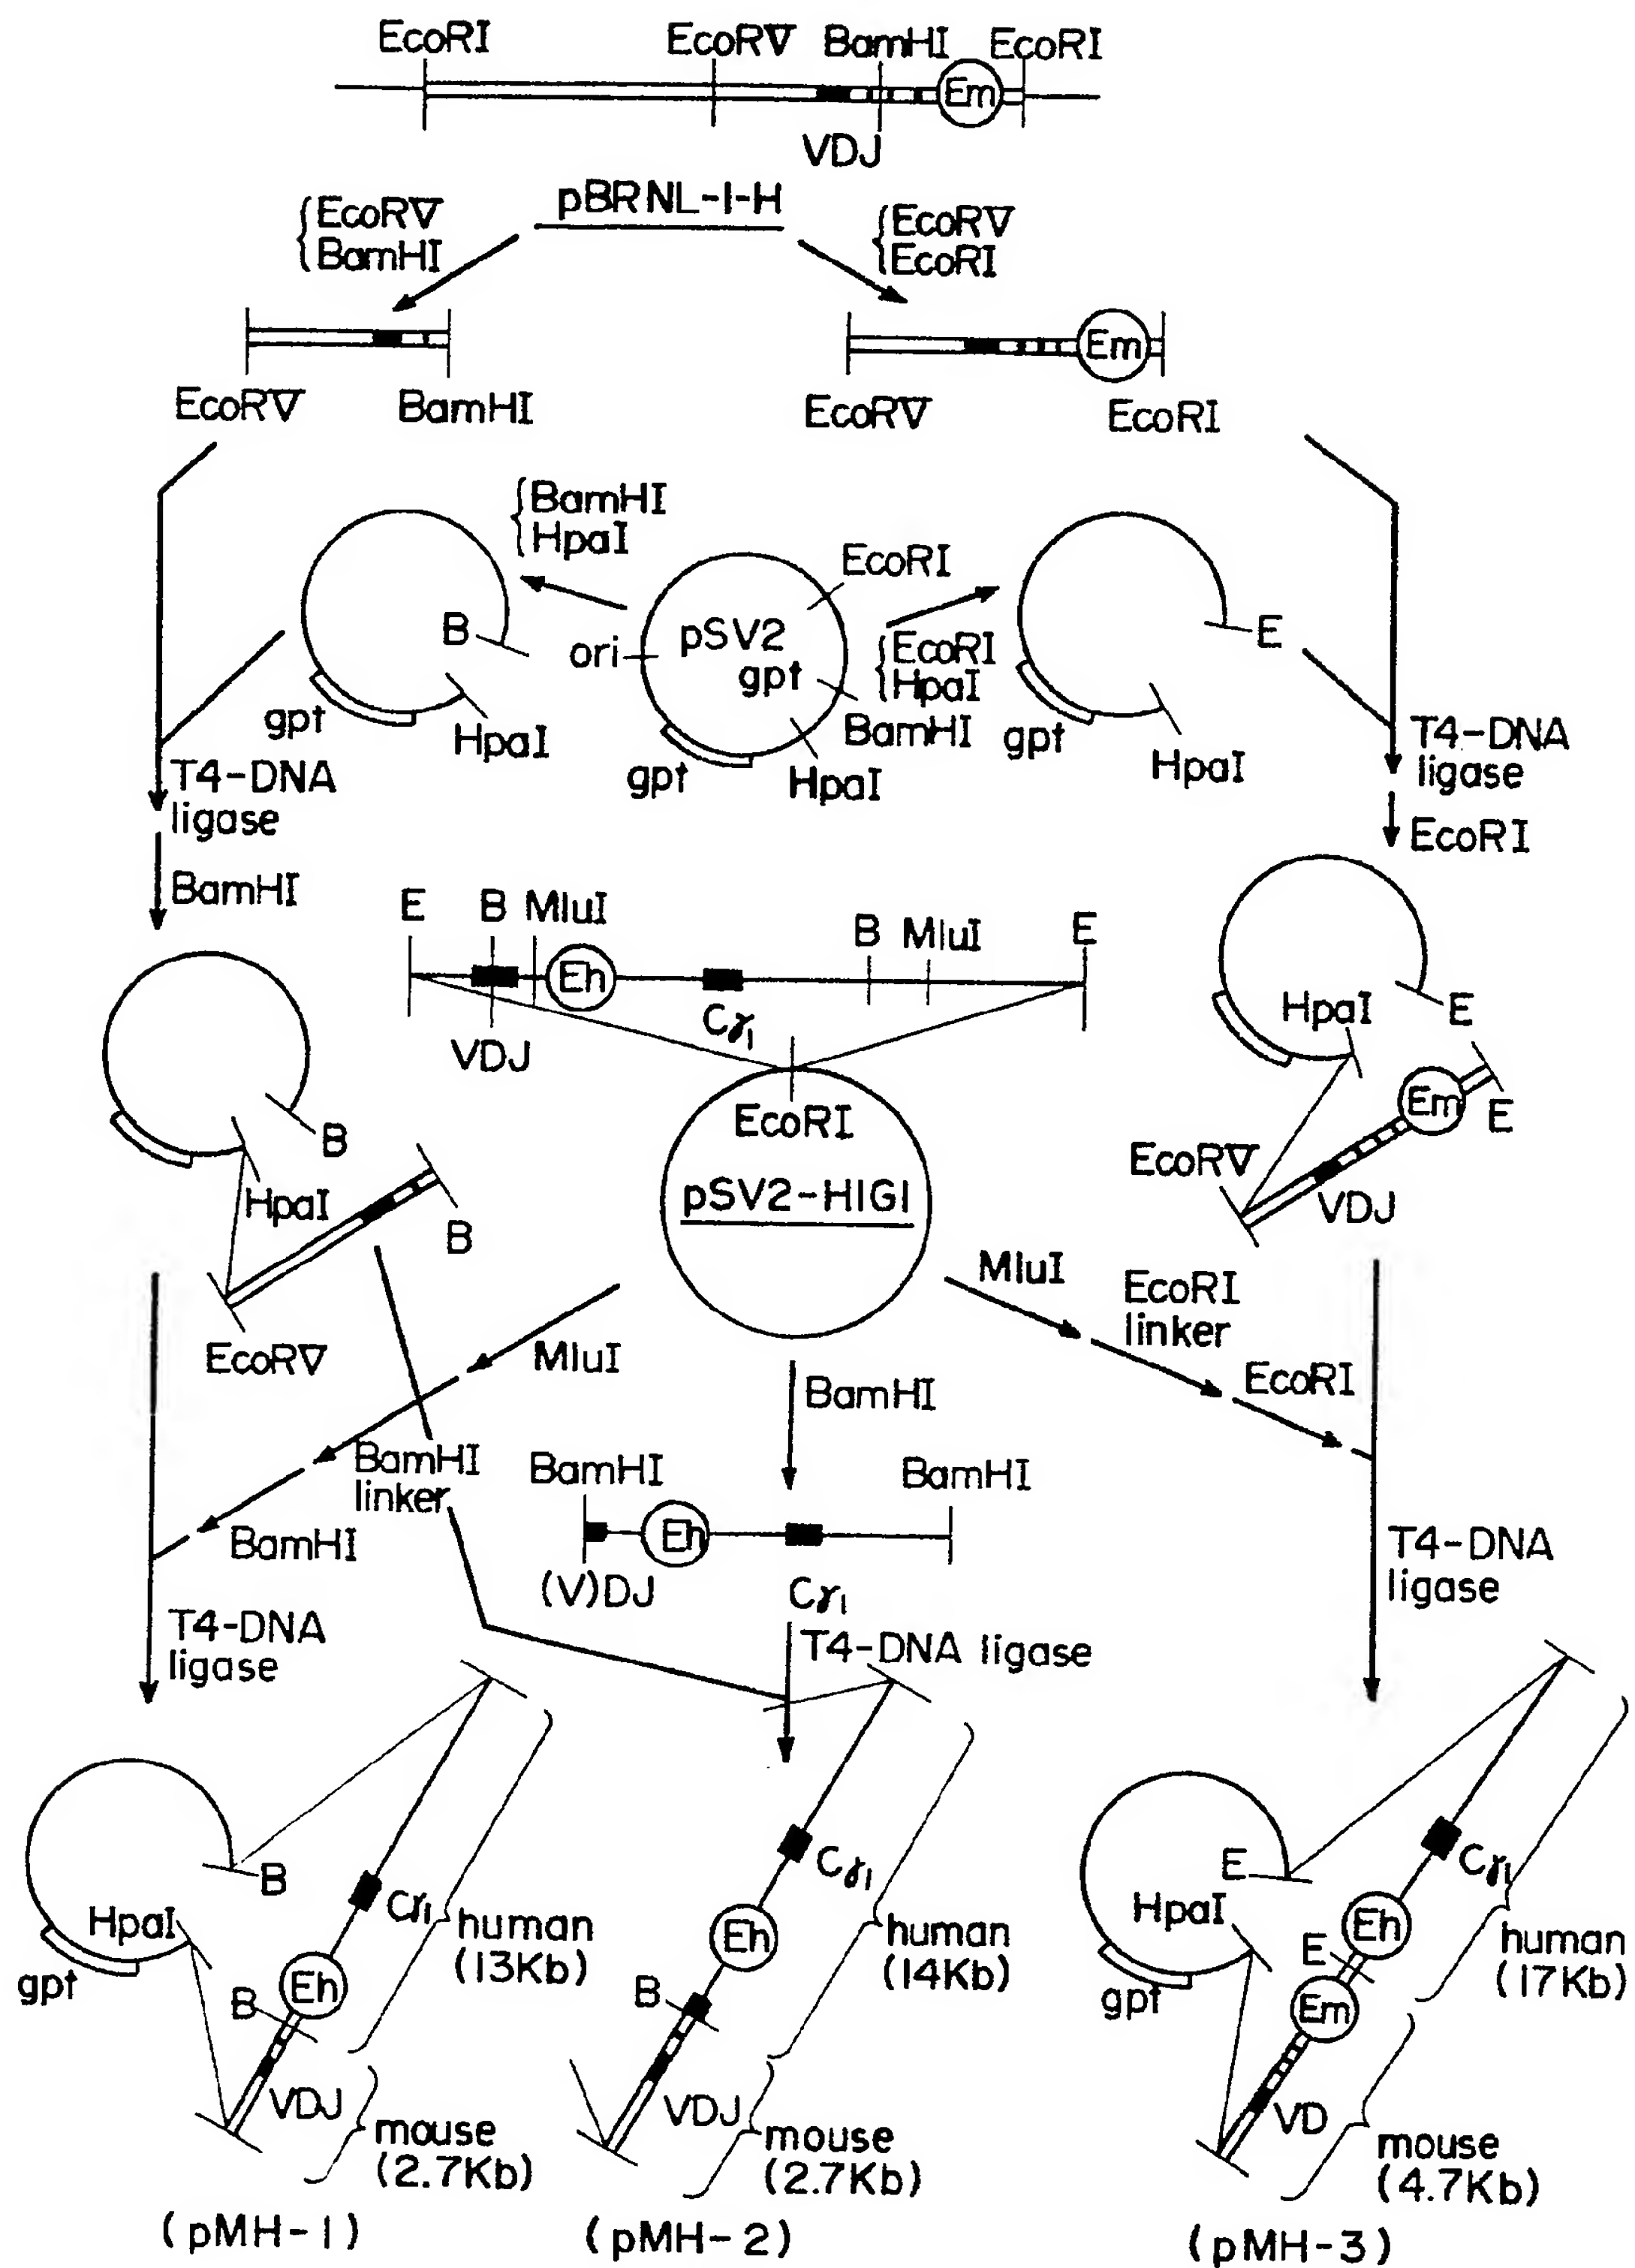 EcoRI
EcoRV
BamHI
EcoRI
Em
VDJ
pBRNL-1-H
EcoRV
BamHI
EcoRV
EcoRI
Em
EcoRV
BamHI
EcoRV
EcoRI
BamHI
HpaI
EcoRI
B
ori
pSV2
gpt
EcoRI
HpaI
E
gpt
HpaI
BamHI
gpt
HpaI
gpt
HpaI
T4-DNA
ligase
T4-DNA
ligase
BamHI
EcoRI
E
B
MluI
Eh
B
MluI
E
Cγ1
VDJ
EcoRI
pSV2-HIGI
B
HpaI
B
EcoRV
HpaI
E
Em
E
EcoRV
VDJ
MluI
EcoRI
linker
EcoRI
MluI
BamHI
BamHI
linker
BamHI
BamHI
BamHI
Eh
(V)DJ
Cγ1
T4-DNA
ligase
T4-DNA ligase
T4-DNA
ligase
B
HpaI
gpt
Cγ1
Eh
B
human
(13Kb)
VDJ
mouse
(2.7Kb)
(pMH-1)
Cγ1
Eh
B
human
(14Kb)
VDJ
mouse
(2.7Kb)
(pMH-2)
E
HpaI
gpt
Cγ1
Eh
E
Em
human
(17Kb)
VD
mouse
(4.7Kb)
(pMH-3)